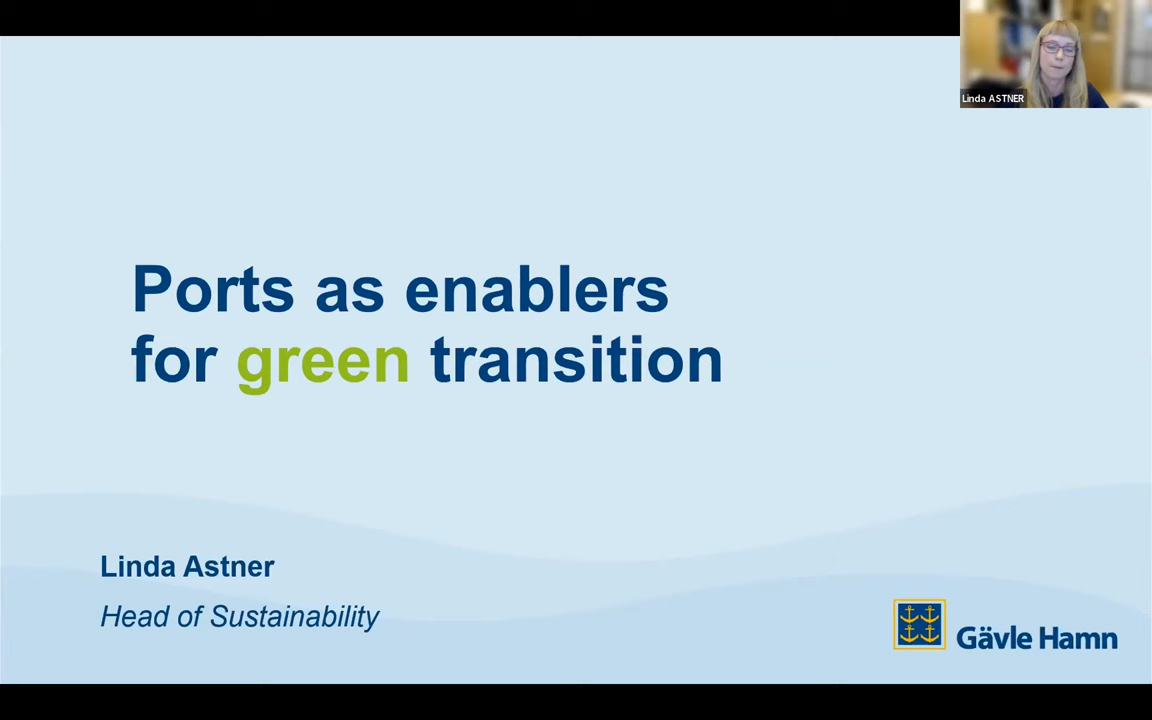 Linda ASTNER
Ports as enablers
for green transition
Linda Astner
Head of Sustainability
Gävle Hamn